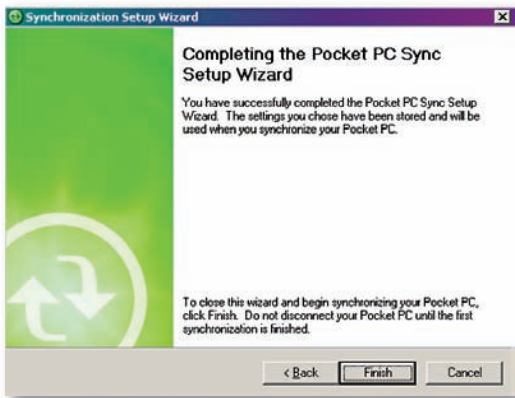 Synchronization Setup Wizard
Completing the Pocket PC Sync
Setup Wizard
You have successfully completed the Pocket PC Sync Setup
Wizard. The settings you chose have been stored and will be
used when you synchronize your Pocket PC.
To close this wizard and begin synchronizing your Pocket PC,
click Finish. Do not disconnect your Pocket PC until the first
synchronization is finished.
< Back Finish Cancel